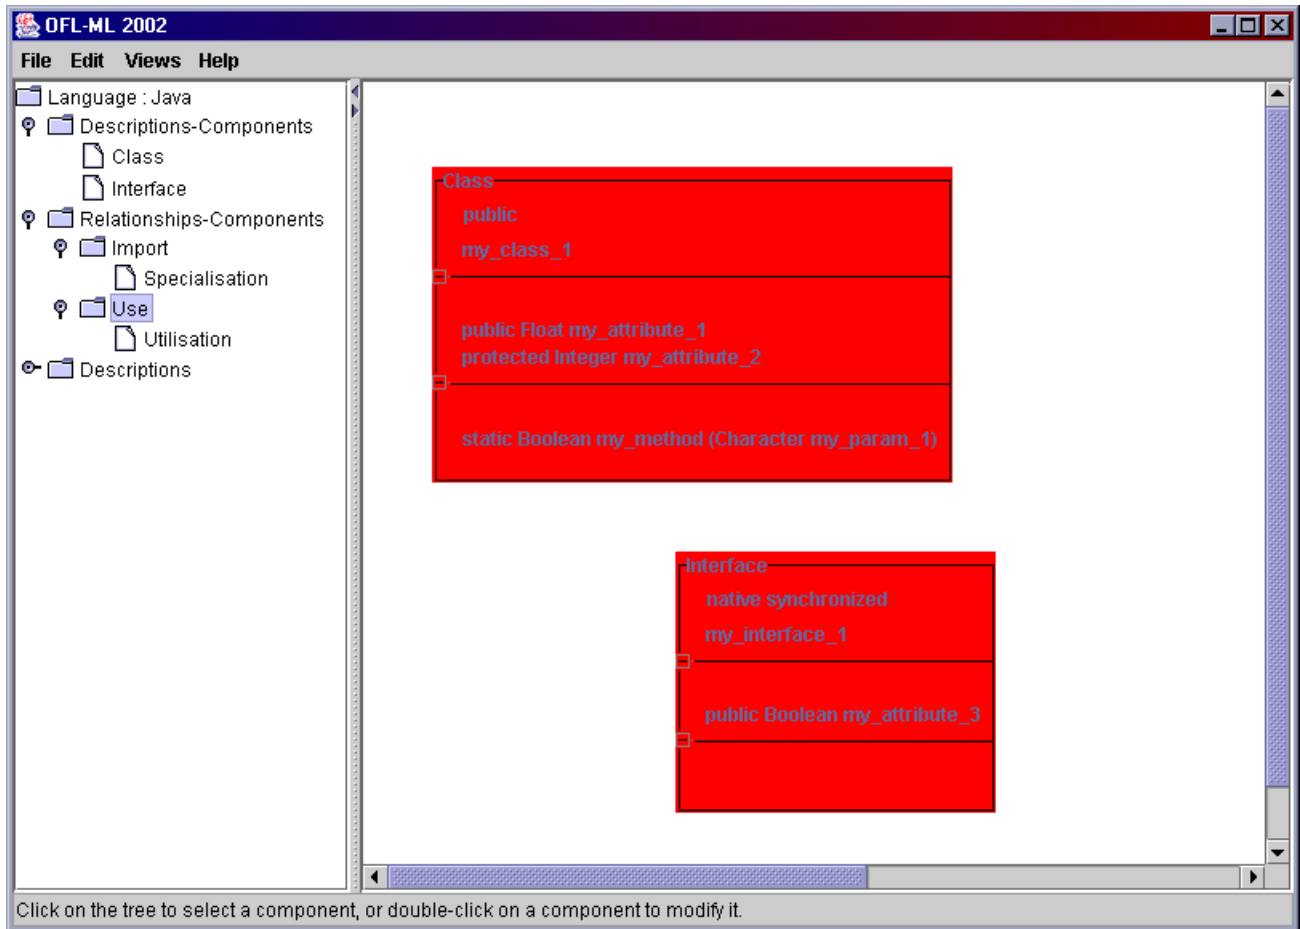 OFL-ML 2002
File Edit Views Help
Language : Java
Descriptions-Components
Class
Interface
Relationships-Components
Import
Specialisation
Use
Utilisation
Descriptions
Class
public
my_class_1
public Float my_attribute_1
protected Integer my_attribute_2
static Boolean my_method (Character my_param_1)
Interface
native synchronized
my_interface_1
public Boolean my_attribute_3
Click on the tree to select a component, or double-click on a component to modify it.